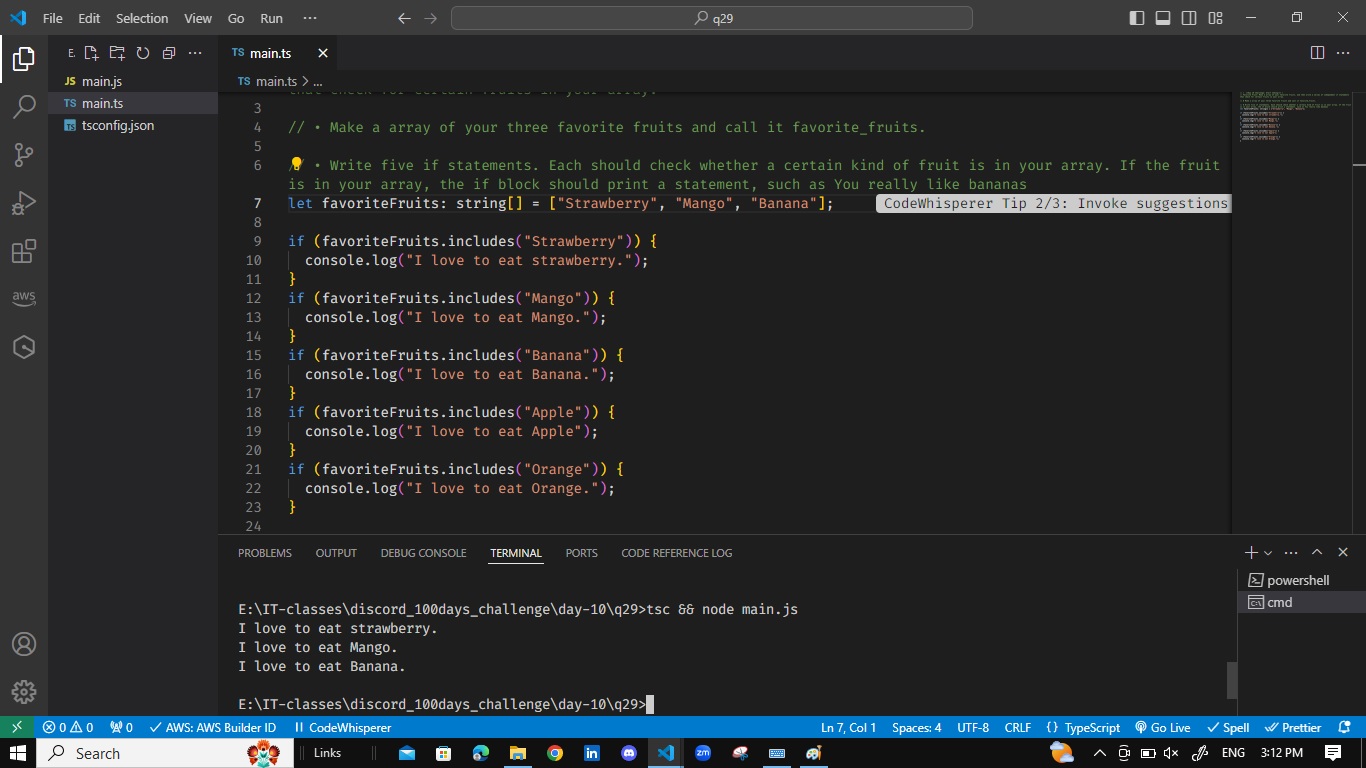 File Edit Selection View Go Run ···
q29
E.
JS main.js
TS main.ts
TS tsconfig.json
TS main.ts
TS main.ts > ...
that check for certain fruits in your array.
3
4 // • Make a array of your three favorite fruits and call it favorite_fruits.
5
6 // • Write five if statements. Each should check whether a certain kind of fruit is in your array. If the fruit
is in your array, the if block should print a statement, such as You really like bananas
7 let favoriteFruits: string[] = ["Strawberry", "Mango", "Banana"]; CodeWhisperer Tip 2/3: Invoke suggestions
8
9 if (favoriteFruits.includes("Strawberry")) {
10 console.log("I love to eat strawberry.");
11 }
12 if (favoriteFruits.includes("Mango")) {
13 console.log("I love to eat Mango.");
14 }
15 if (favoriteFruits.includes("Banana")) {
16 console.log("I love to eat Banana.");
17 }
18 if (favoriteFruits.includes("Apple")) {
19 console.log("I love to eat Apple");
20 }
21 if (favoriteFruits.includes("Orange")) {
22 console.log("I love to eat Orange.");
23 }
24
aws
PROBLEMS OUTPUT DEBUG CONSOLE TERMINAL PORTS CODE REFERENCE LOG
powershell
cmd
E:\IT-classes\discord_100days_challenge\day-10\q29>tsc && node main.js
I love to eat strawberry.
I love to eat Mango.
I love to eat Banana.
E:\IT-classes\discord_100days_challenge\day-10\q29>
0 0 0 AWS: AWS Builder ID CodeWhisperer Ln 7, Col 1 Spaces: 4 UTF-8 CRLF {} TypeScript Go Live Spell Prettier
Search Links in zm ENG 3:12 PM